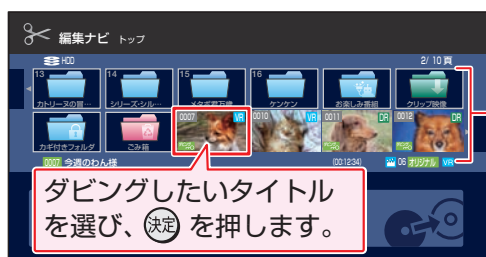 編集ナビ トップ
HDD 2/ 10 頁
13 14 15 16
カトリーヌの冒… シリーズ・シル… メタボ君万歳 ケンケン お楽しみ番組 クリップ映像
0007 VR 0010 VR 0011 DR 0012 DR
カギ付きフォルダ ごみ箱
0007 今週のわん様 (00:12:34) 06 オリジナル VR
ダビングしたいタイトル
を選び、決定 を押します。